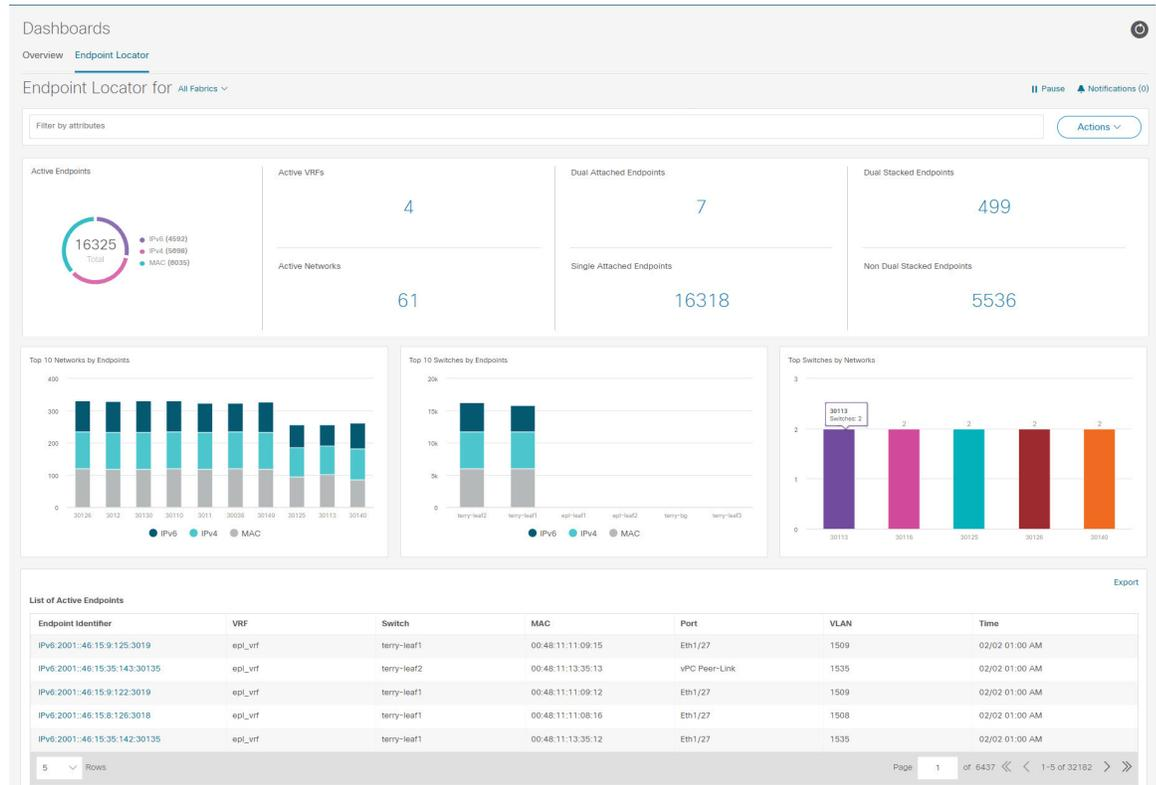 Dashboards
Overview Endpoint Locator
Endpoint Locator for All Fabrics
Pause Notifications (0)
Filter by attributes
Actions
Active Endpoints
16325
Total
IPv6 (4592)
IPv4 (5698)
MAC (6035)
Active VRFs
4
Dual Attached Endpoints
7
Dual Stacked Endpoints
499
Active Networks
61
Single Attached Endpoints
16318
Non Dual Stacked Endpoints
5536
Top 10 Networks by Endpoints
400
300
200
100
0
30126 3012 30130 30110 3011 30036 30149 30125 30113 30140
IPv6 IPv4 MAC
Top 10 Switches by Endpoints
20k
15k
10k
5k
0
terry-leaf2 terry-leaf1 epl-leaf1 epl-leaf2 terry-bg terry-leaf3
IPv6 IPv4 MAC
Top Switches by Networks
3
2
1
0
30113
Switches: 2
2 2 2 2
30113 30116 30125 30126 30140
Export
List of Active Endpoints
Endpoint Identifier VRF Switch MAC Port VLAN Time
IPv6:2001::46:15:9:125:3019 epl_vrf terry-leaf1 00:48:11:11:09:15 Eth1/27 1509 02/02 01:00 AM
IPv6:2001::46:15:35:143:30135 epl_vrf terry-leaf2 00:48:11:13:35:13 vPC Peer-Link 1535 02/02 01:00 AM
IPv6:2001::46:15:9:122:3019 epl_vrf terry-leaf1 00:48:11:11:09:12 Eth1/27 1509 02/02 01:00 AM
IPv6:2001::46:15:8:126:3018 epl_vrf terry-leaf1 00:48:11:11:08:16 Eth1/27 1508 02/02 01:00 AM
IPv6:2001::46:15:35:142:30135 epl_vrf terry-leaf1 00:48:11:13:35:12 Eth1/27 1535 02/02 01:00 AM
5 Rows
Page 1 of 6437 1-5 of 32182